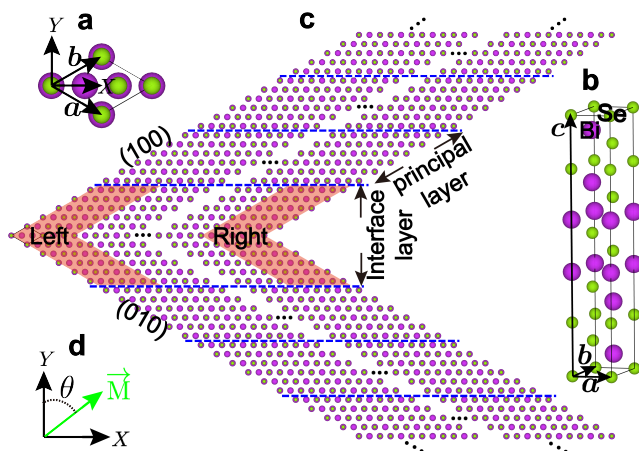 a
Y
b
X
a
c
(100)
principal
layer
Left
Right
Interface
layer
(010)
b
Se
c
Bi
b
a
d
Y
θ
M
X